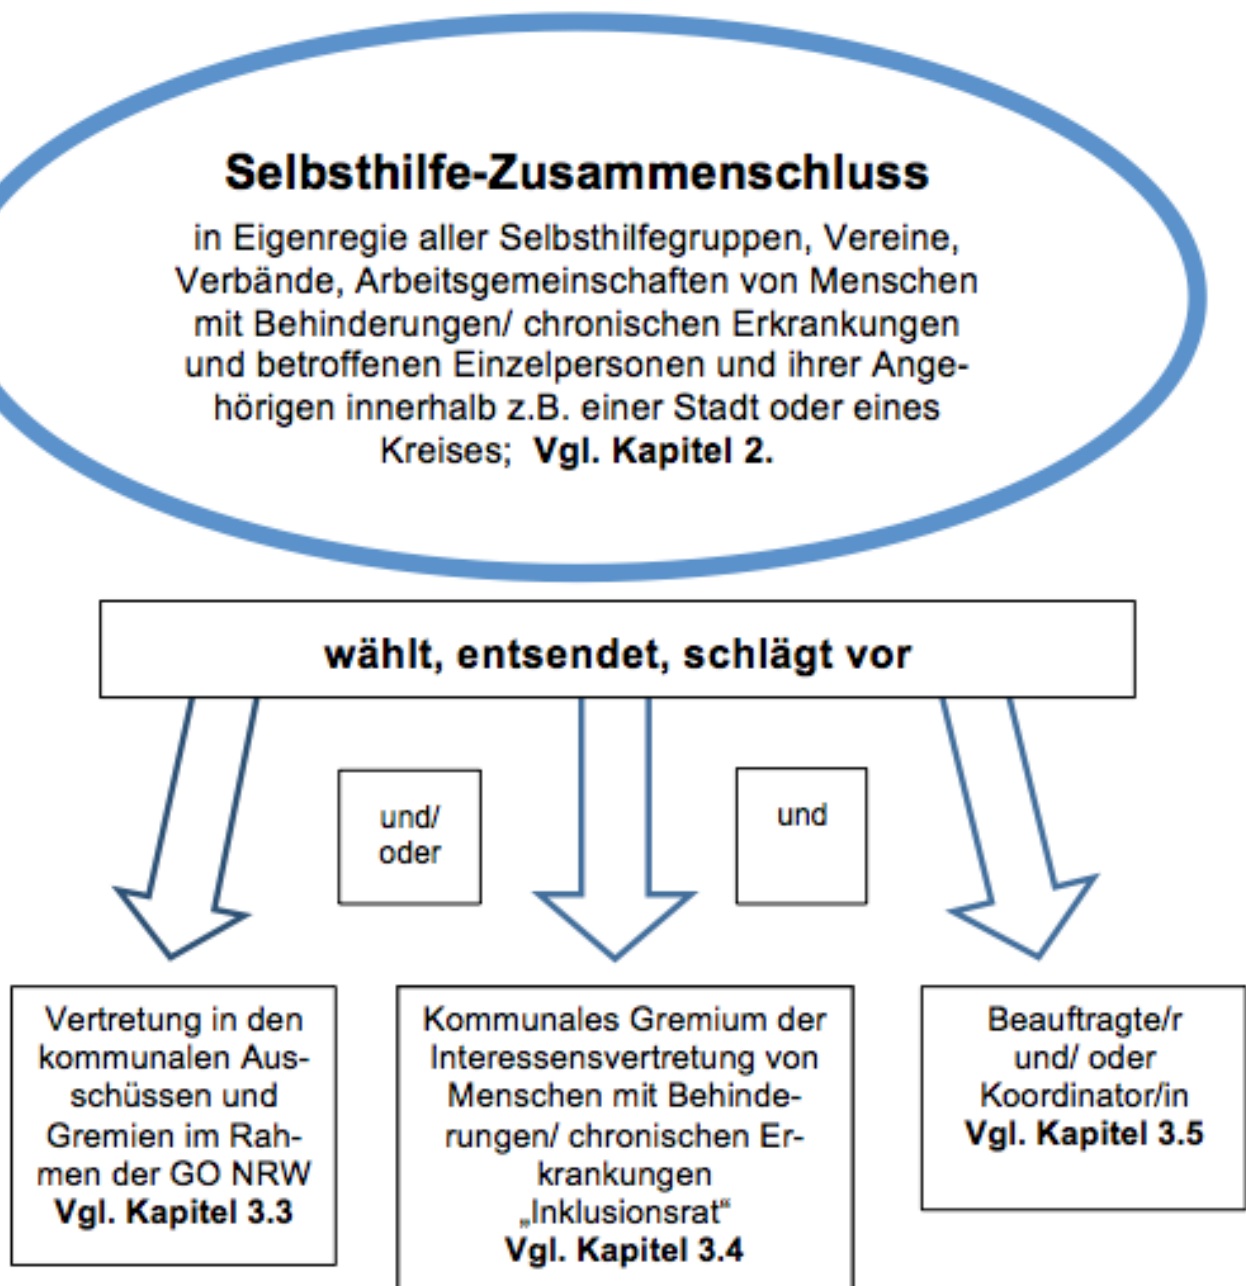 Selbsthilfe-Zusammenschluss
in Eigenregie aller Selbsthilfegruppen, Vereine,
Verbände, Arbeitsgemeinschaften von Menschen
mit Behinderungen/ chronischen Erkrankungen
und betroffenen Einzelpersonen und ihrer Ange-
hörigen innerhalb z.B. einer Stadt oder eines
Kreises; Vgl. Kapitel 2.
wählt, entsendet, schlägt vor
und/
oder
und
Vertretung in den
kommunalen Aus-
schüssen und
Gremien im Rah-
men der GO NRW
Vgl. Kapitel 3.3
Kommunales Gremium der
Interessensvertretung von
Menschen mit Behinde-
rungen/ chronischen Er-
krankungen
„Inklusionsrat“
Vgl. Kapitel 3.4
Beauftragte/r
und/ oder
Koordinator/in
Vgl. Kapitel 3.5